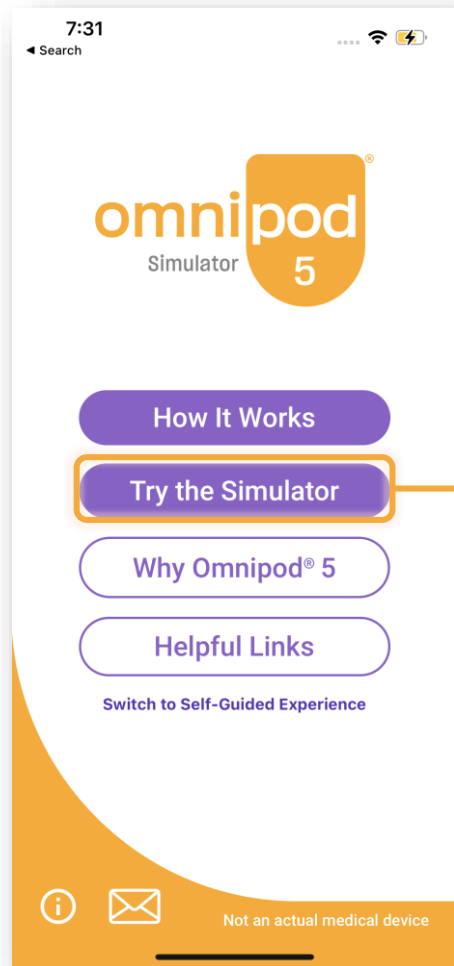 7:31
◀ Search
omnipod®
Simulator 5
How It Works
Try the Simulator
Why Omnipod® 5
Helpful Links
Switch to Self-Guided Experience
Not an actual medical device